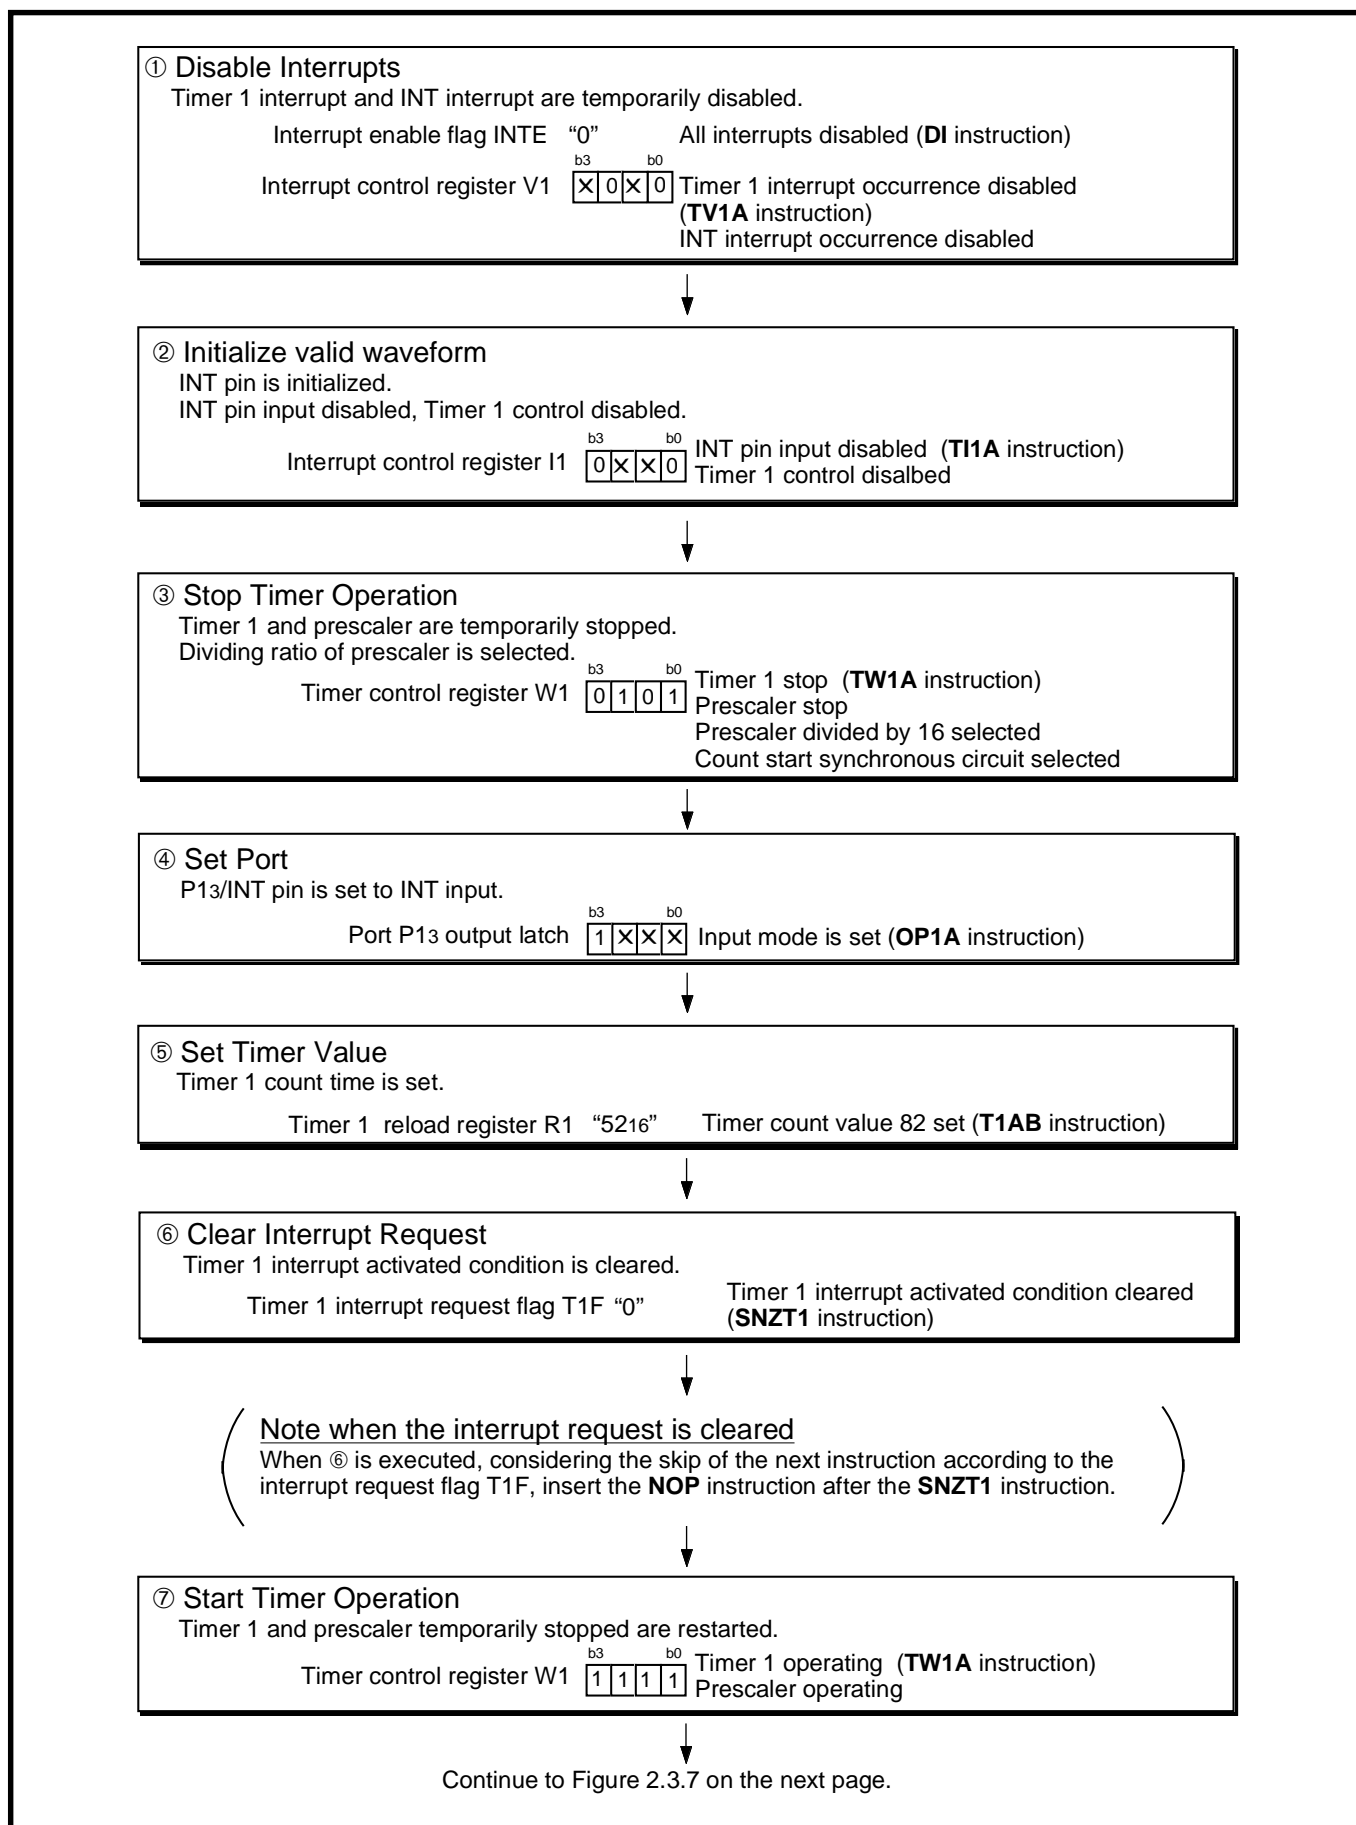 ① Disable Interrupts
Timer 1 interrupt and INT interrupt are temporarily disabled.
Interrupt enable flag INTE “0” All interrupts disabled (DI instruction)
b3 b0
Interrupt control register V1 ✕ 0 ✕ 0 Timer 1 interrupt occurrence disabled
(TV1A instruction)
INT interrupt occurrence disabled
② Initialize valid waveform
INT pin is initialized.
INT pin input disabled, Timer 1 control disabled.
b3 b0
Interrupt control register I1 0 ✕ ✕ 0 INT pin input disabled (TI1A instruction)
Timer 1 control disalbed
③ Stop Timer Operation
Timer 1 and prescaler are temporarily stopped.
Dividing ratio of prescaler is selected.
b3 b0
Timer control register W1 0 1 0 1 Timer 1 stop (TW1A instruction)
Prescaler stop
Prescaler divided by 16 selected
Count start synchronous circuit selected
④ Set Port
P13/INT pin is set to INT input.
b3 b0
Port P13 output latch 1 ✕ ✕ ✕ Input mode is set (OP1A instruction)
⑤ Set Timer Value
Timer 1 count time is set.
Timer 1 reload register R1 “5216” Timer count value 82 set (T1AB instruction)
⑥ Clear Interrupt Request
Timer 1 interrupt activated condition is cleared.
Timer 1 interrupt request flag T1F “0” Timer 1 interrupt activated condition cleared
(SNZT1 instruction)
Note when the interrupt request is cleared
When ⑥ is executed, considering the skip of the next instruction according to the
interrupt request flag T1F, insert the NOP instruction after the SNZT1 instruction.
⑦ Start Timer Operation
Timer 1 and prescaler temporarily stopped are restarted.
b3 b0
Timer control register W1 1 1 1 1 Timer 1 operating (TW1A instruction)
Prescaler operating
Continue to Figure 2.3.7 on the next page.